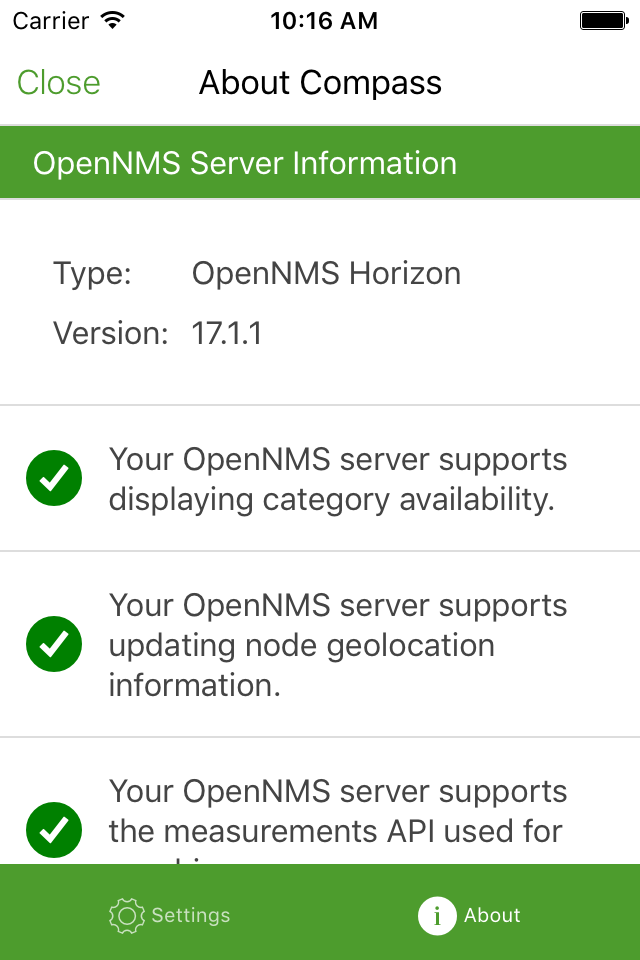 Carrier 10:16 AM
Close About Compass
OpenNMS Server Information
Type: OpenNMS Horizon
Version: 17.1.1
Your OpenNMS server supports
displaying category availability.
Your OpenNMS server supports
updating node geolocation
information.
Your OpenNMS server supports
the measurements API used for
Settings About